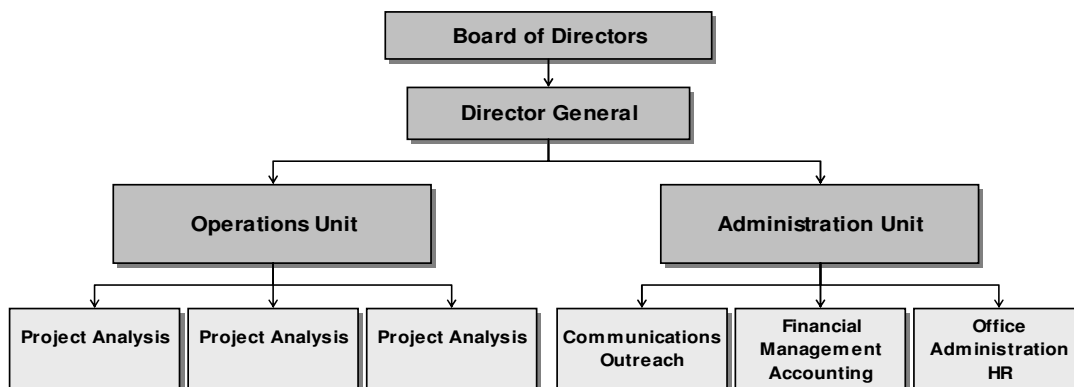 Board of Directors
Director General
Operations Unit
Administration Unit
Project Analysis
Project Analysis
Project Analysis
Communications
Outreach
Financial
Management
Accounting
Office
Administration
HR